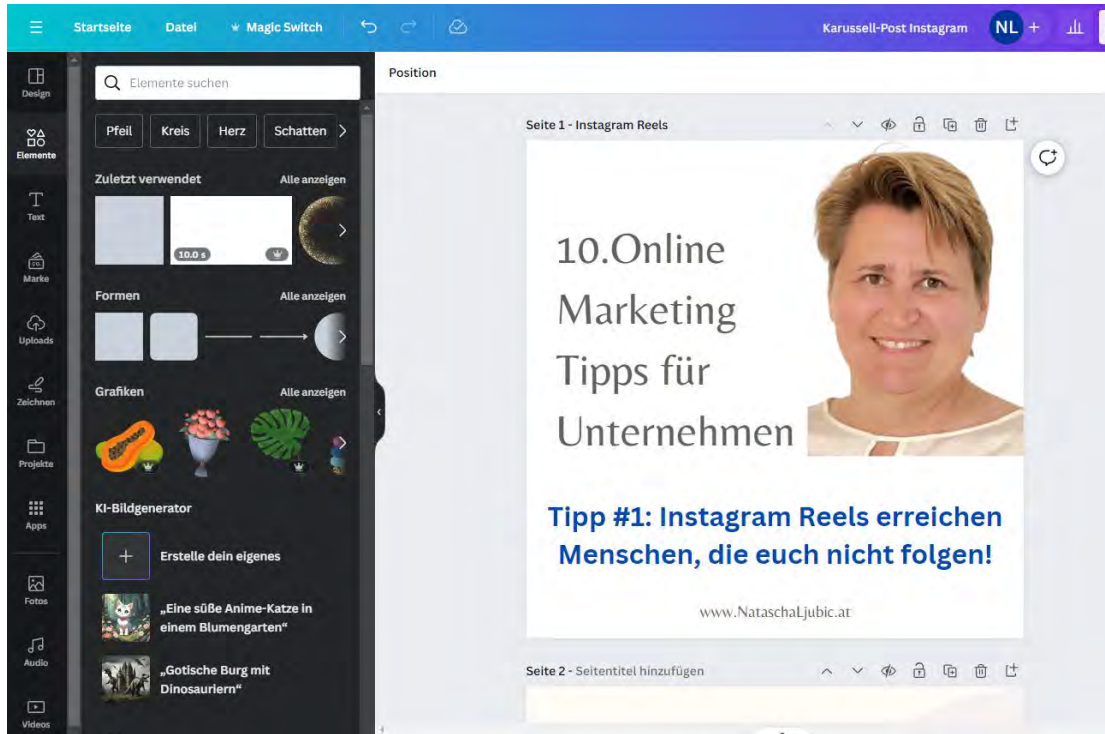 Startseite
Datei
Magic Switch
Karussell-Post Instagram
NL
+
Design
Elemente
Text
Marke
Uploads
Zeichnen
Projekte
Apps
Fotos
Audio
Videos
Elemente suchen
Pfeil
Kreis
Herz
Schatten
Zuletzt verwendet
Alle anzeigen
10.0 s
Formen
Alle anzeigen
Grafiken
Alle anzeigen
KI-Bildgenerator
Erstelle dein eigenes
„Eine süße Anime-Katze in
einem Blumengarten“
„Gotische Burg mit
Dinosauriern“
Position
Seite 1 - Instagram Reels
10.Online
Marketing
Tipps für
Unternehmen
Tipp #1: Instagram Reels erreichen
Menschen, die euch nicht folgen!
www.NataschaLjubic.at
Seite 2 - Seitentitel hinzufügen